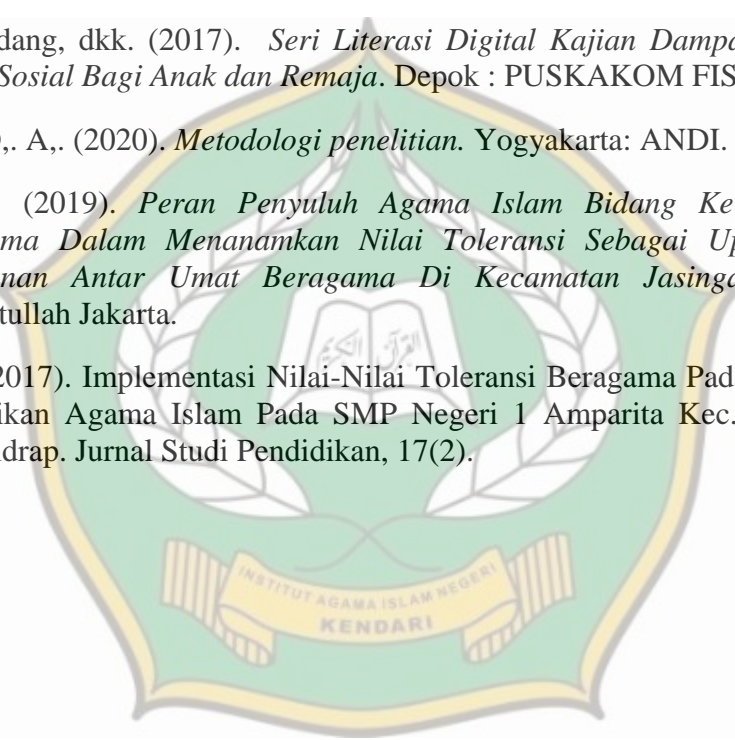 dang, dkk. (2017). Seri Literasi Digital Kajian Dampa
Sosial Bagi Anak dan Remaja. Depok : PUSKAKOM FIS
,. A,. (2020). Metodologi penelitian. Yogyakarta: ANDI.
(2019). Peran Penyuluh Agama Islam Bidang Ke
ma Dalam Menanamkan Nilai Toleransi Sebagai Up
nan Antar Umat Beragama Di Kecamatan Jasinga
tullah Jakarta.
2017). Implementasi Nilai-Nilai Toleransi Beragama Pad
ikan Agama Islam Pada SMP Negeri 1 Amparita Kec.
drap. Jurnal Studi Pendidikan, 17(2).
القرآن الكريم
INSTITUT AGAMA ISLAM NEGERI
KENDARI